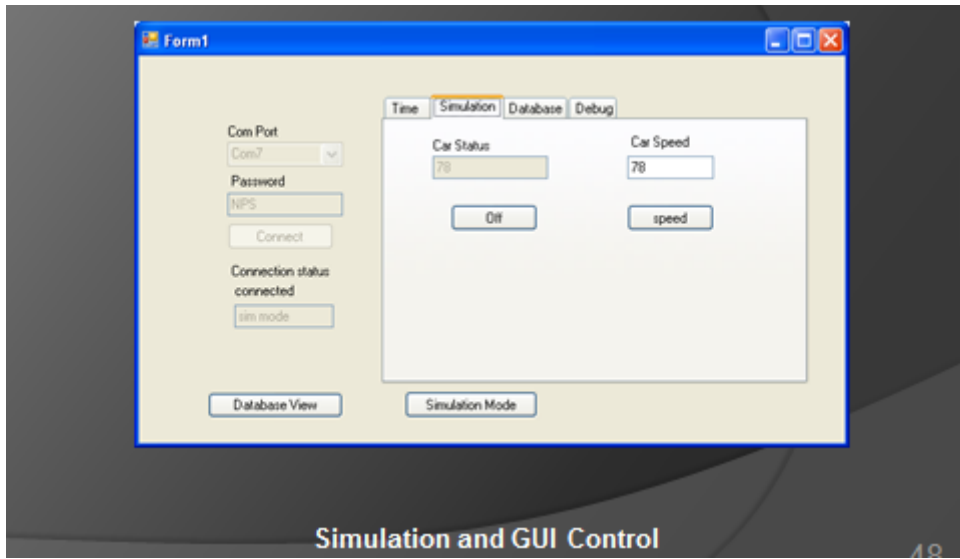 Form1
Time Simulation Database Debug
Com Port
Com7
Password
NPS
Connect
Connection status
connected
sim mode
Car Status
78
Off
Car Speed
78
speed
Database View
Simulation Mode
Simulation and GUI Control
48